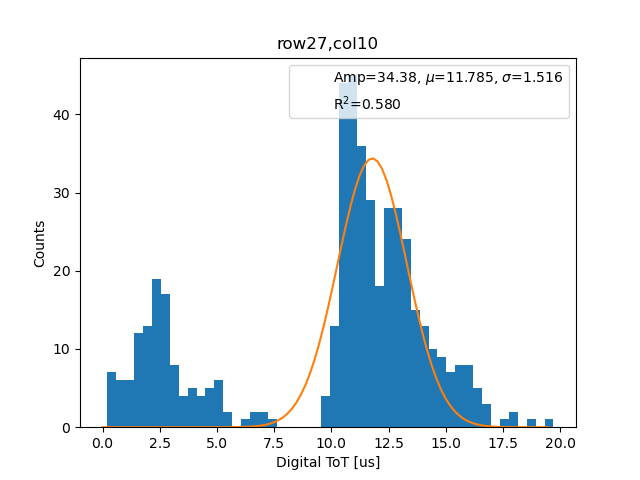 row27,col10
Amp=34.38, μ=11.785, σ=1.516
R²=0.580
40
30
20
10
0
Counts
0.0 2.5 5.0 7.5 10.0 12.5 15.0 17.5 20.0
Digital ToT [us]